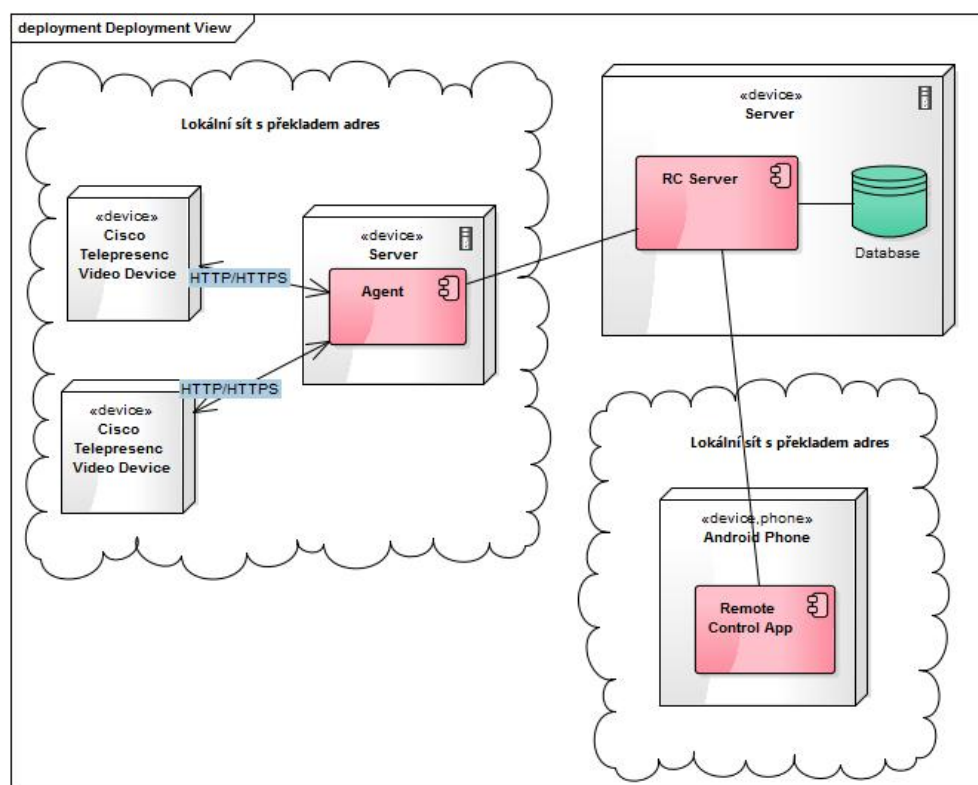 deployment Deployment View
Lokální sít s překladem adres
«device»
Cisco
Telepresenc
Video Device
HTTP/HTTPS
«device»
Server
Agent
HTTP/HTTPS
«device»
Cisco
Telepresenc
Video Device
«device»
Server
RC Server
Database
Lokální sít s překladem adres
«device,phone»
Android Phone
Remote
Control App